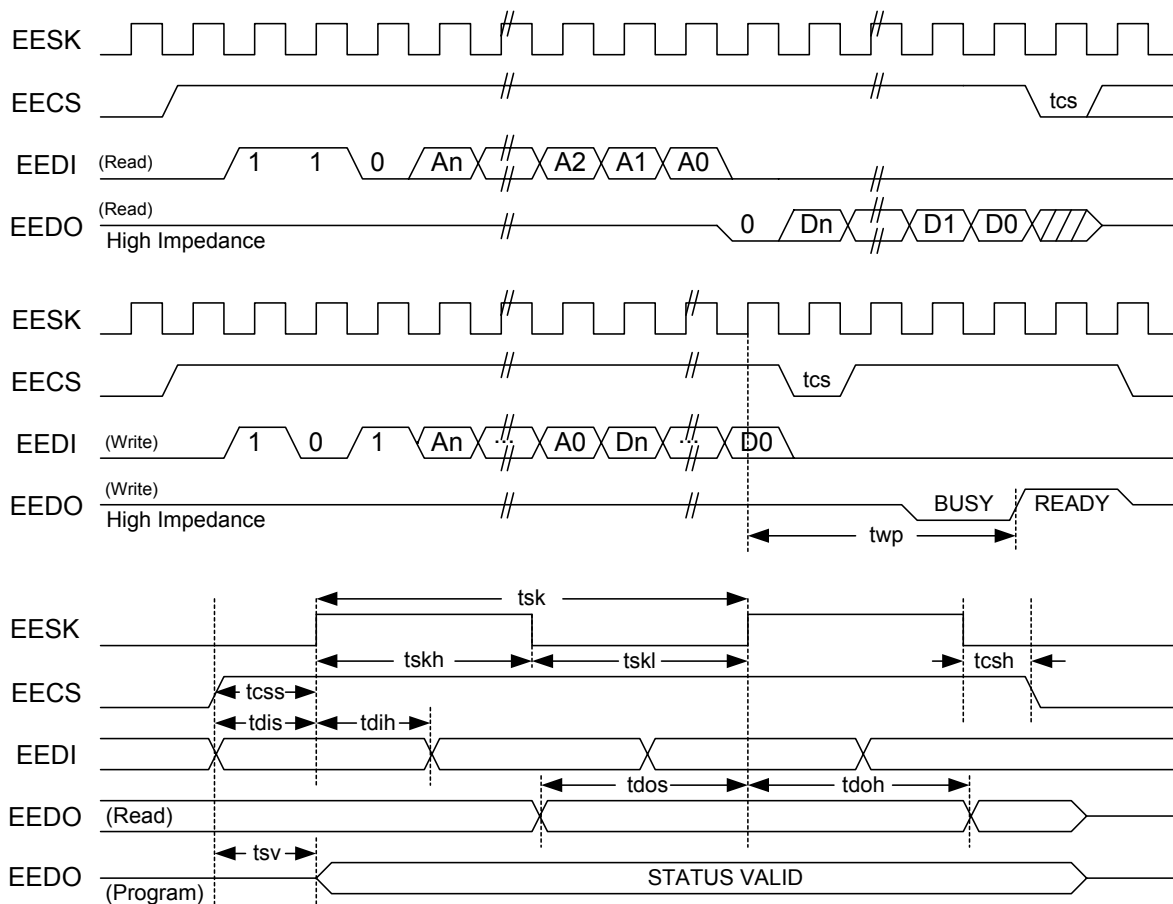 EESK
EECS tcs
EEDI (Read) 1 1 0 An A2 A1 A0
EEDO (Read) High Impedance 0 Dn D1 D0
EESK
EECS tcs
EEDI (Write) 1 0 1 An ... A0 Dn ... D0
EEDO (Write) High Impedance BUSY READY
twp
tsk
EESK
tskh tskl tcsh
EECS tcss
tdis tdih
EEDI
tdos tdoh
EEDO (Read)
tsv
EEDO (Program) STATUS VALID